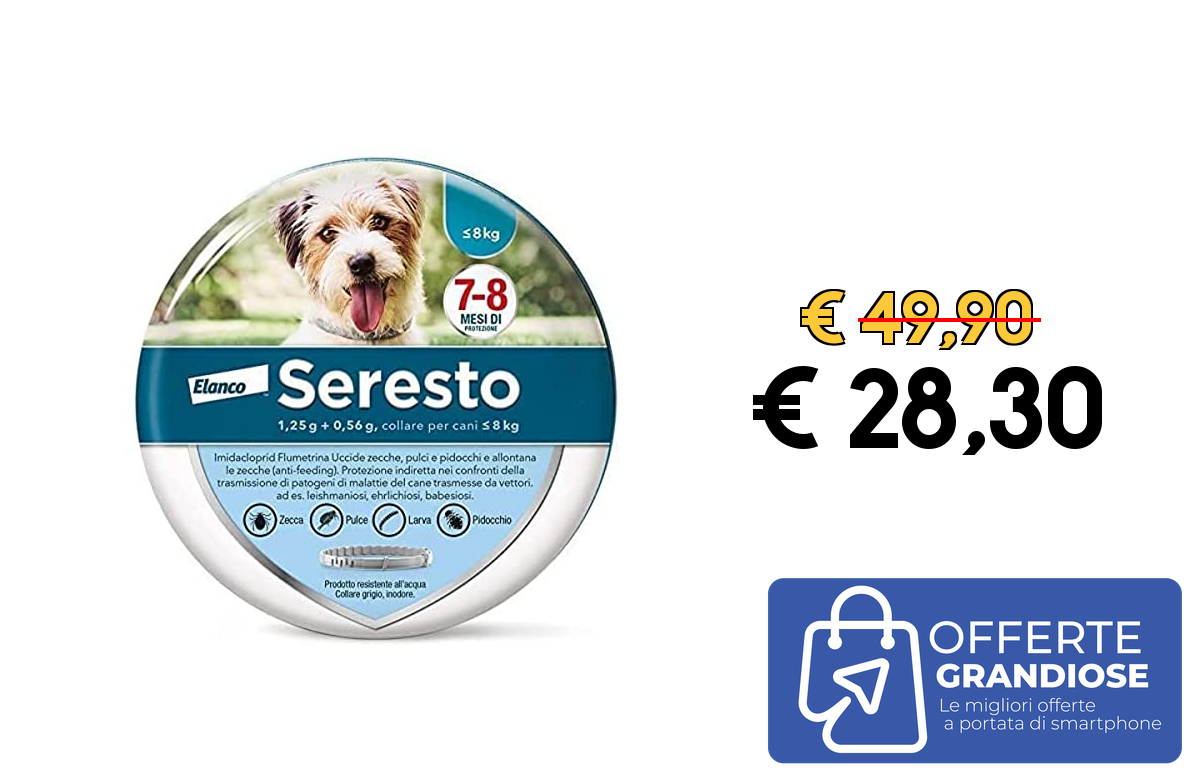 ≤8kg
7-8
MESI DI
PROTEZIONE
Elanco
Seresto
1,25g + 0,56g, collare per cani ≤ 8 kg
Imidacloprid Flumetrina Uccide zecche, pulci e pidocchi e allontana
le zecche (anti-feeding). Protezione indiretta nei confronti della
trasmissione di patogeni di malattie del cane trasmesse da vettori.
ad es. leishmaniosi, ehrlichiosi, babesiosi.
Zecca Pulce Larva Pidocchio
Prodotto resistente all'acqua
Collare grigio, inodore.
€ 49,90
€ 28,30
OFFERTE
GRANDIOSE
Le migliori offerte
a portata di smartphone